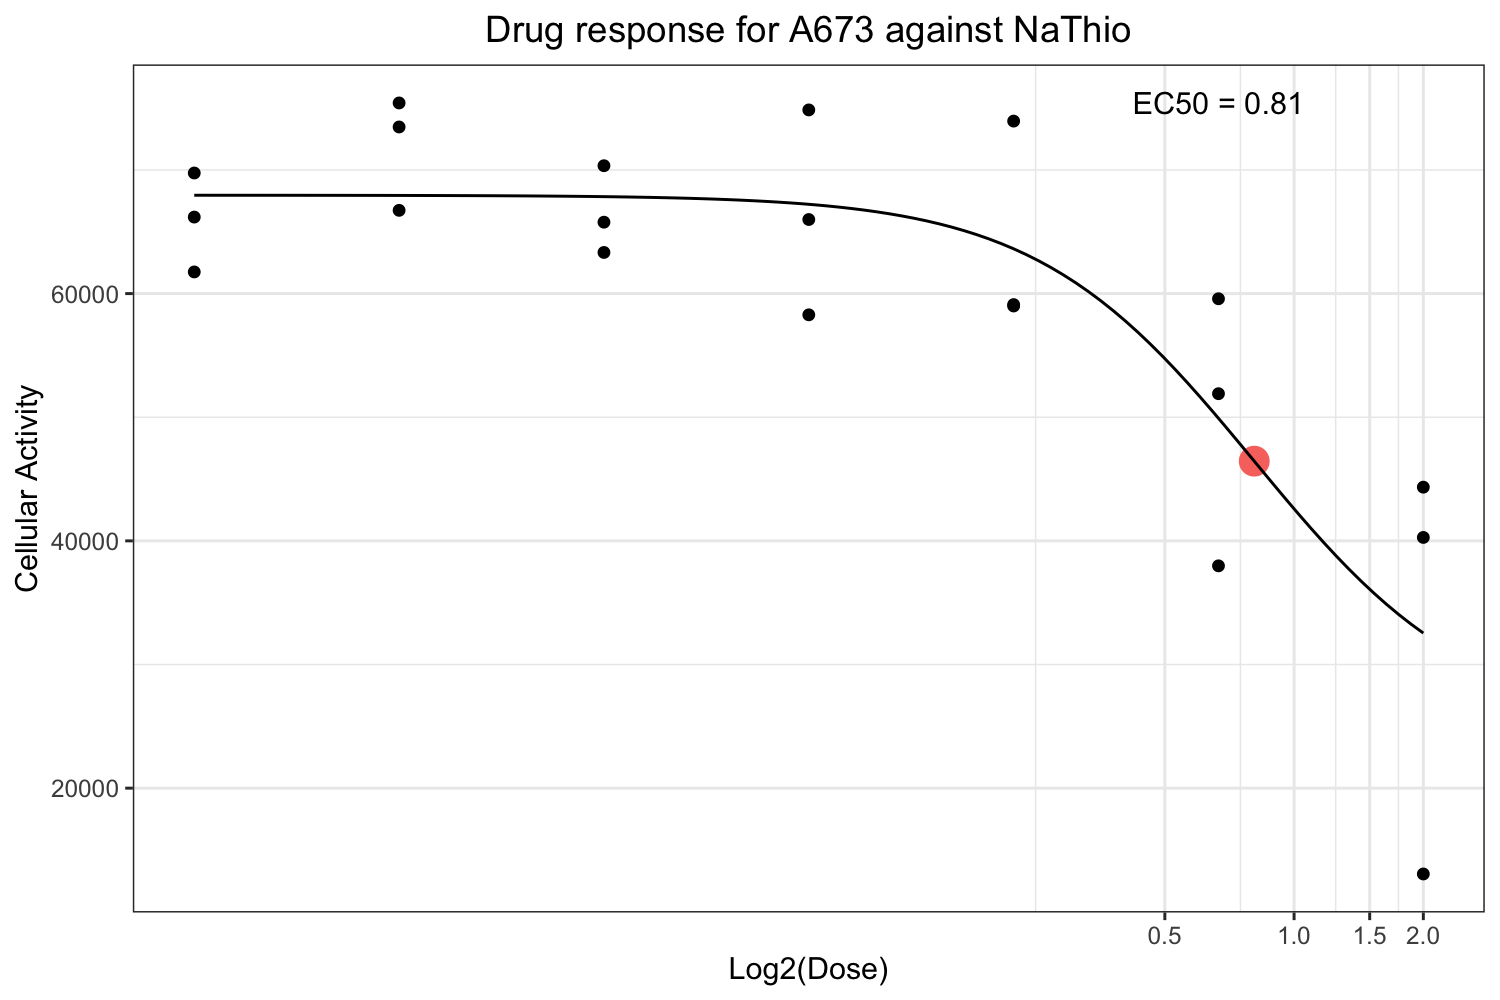 Drug response for A673 against NaThio
EC50 = 0.81
60000
40000
20000
Cellular Activity
0.5 1.0 1.5 2.0
Log2(Dose)